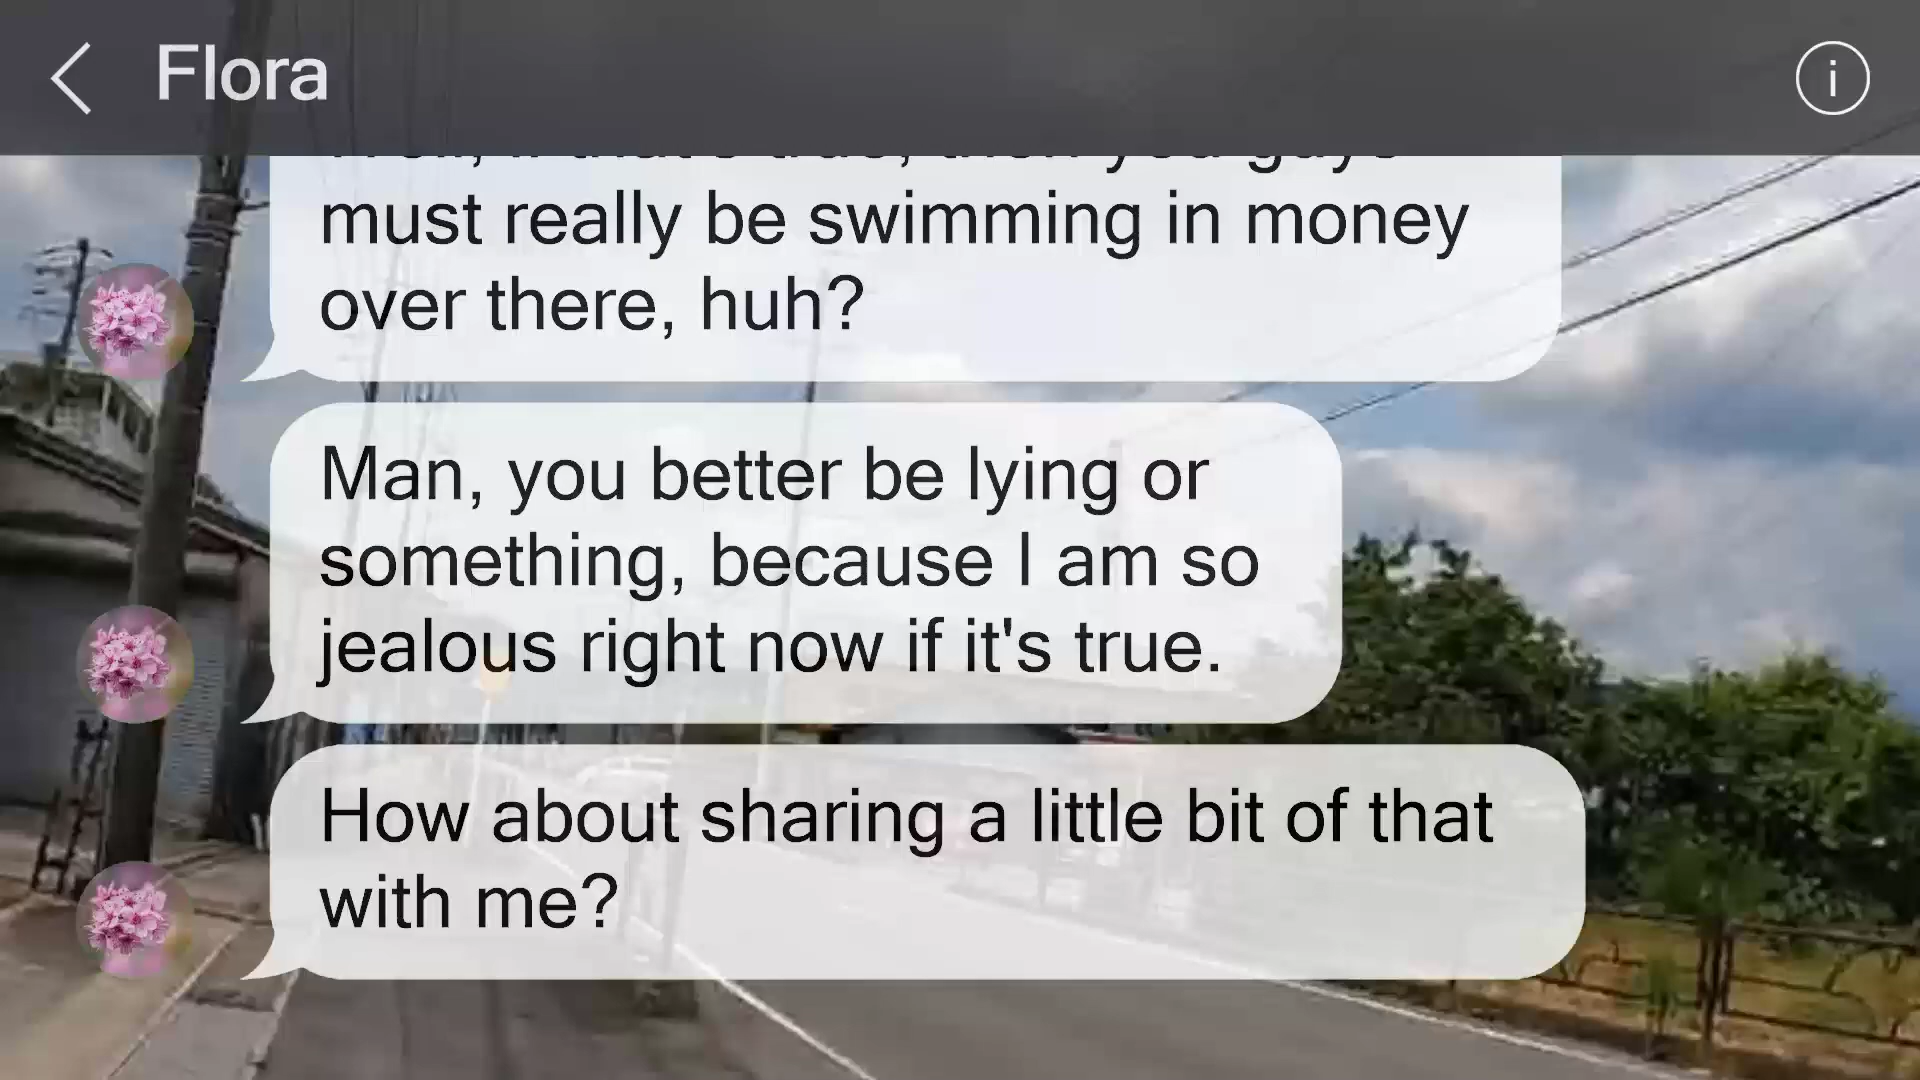 Flora
i
must really be swimming in money
over there, huh?
Man, you better be lying or
something, because I am so
jealous right now if it's true.
How about sharing a little bit of that
with me?